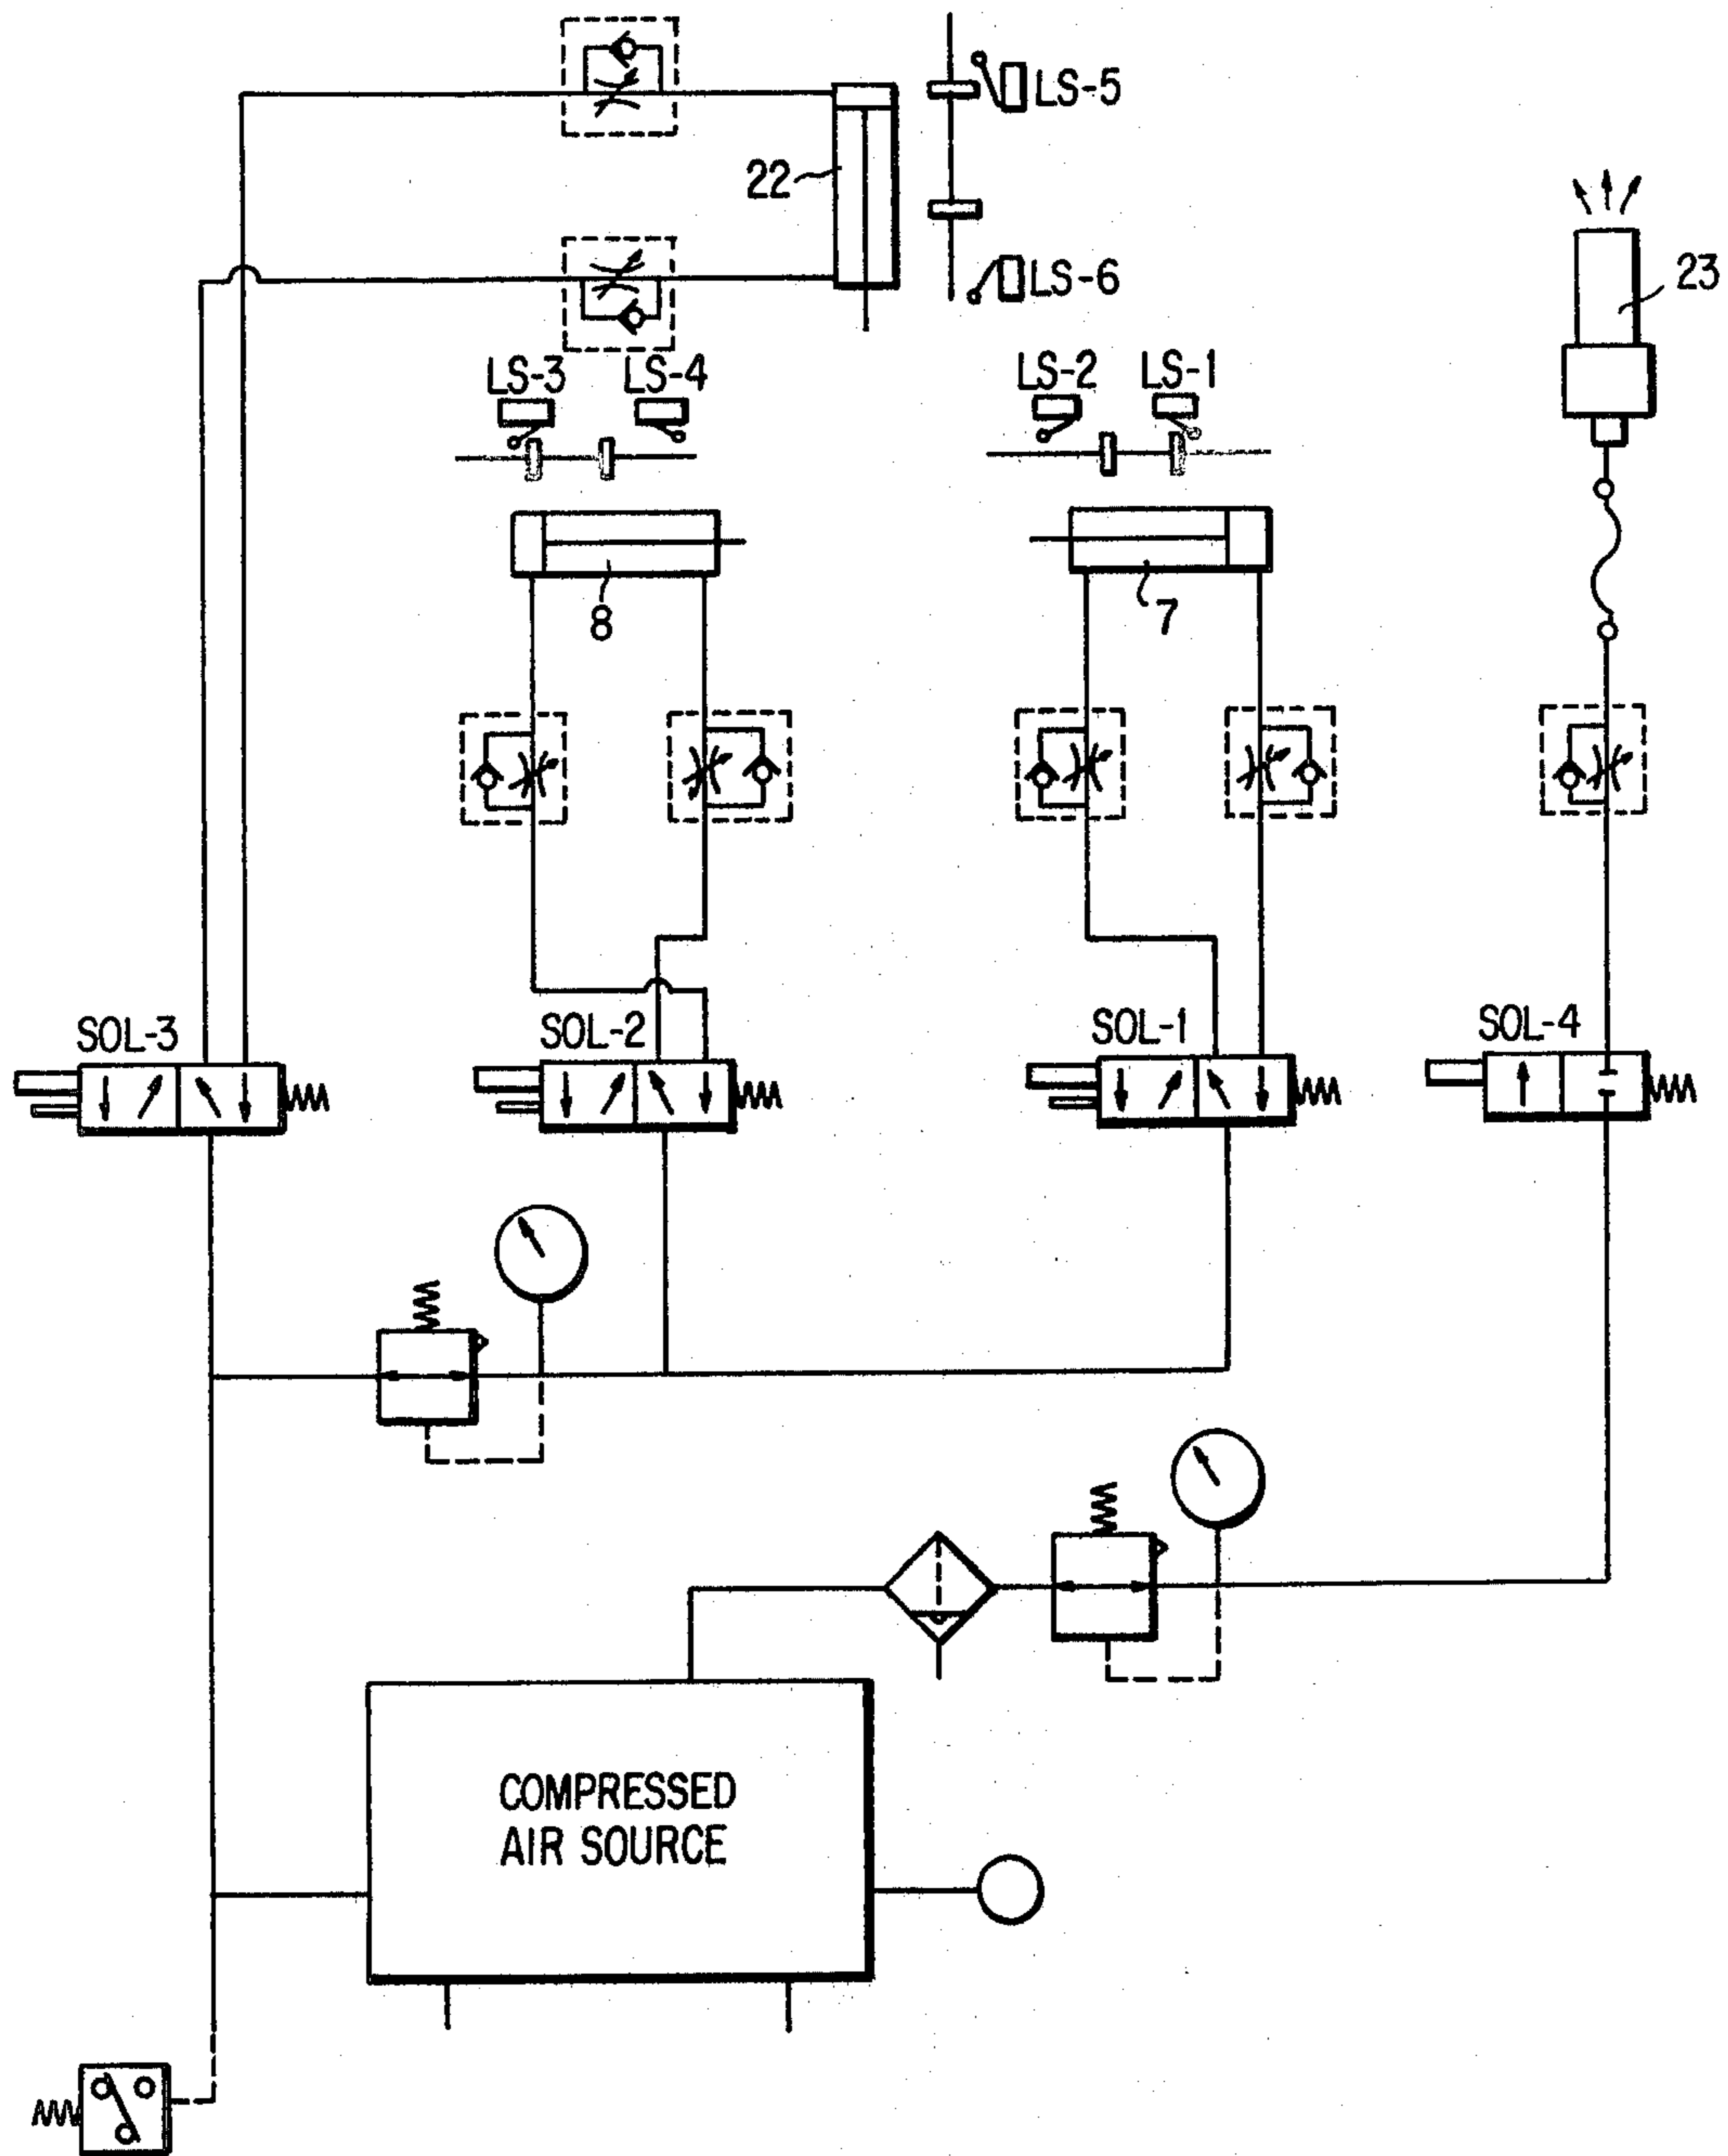 LS-5
22
LS-6
23
LS-3
LS-4
LS-2
LS-1
8
7
SOL-3
SOL-2
SOL-1
SOL-4
COMPRESSED
AIR SOURCE